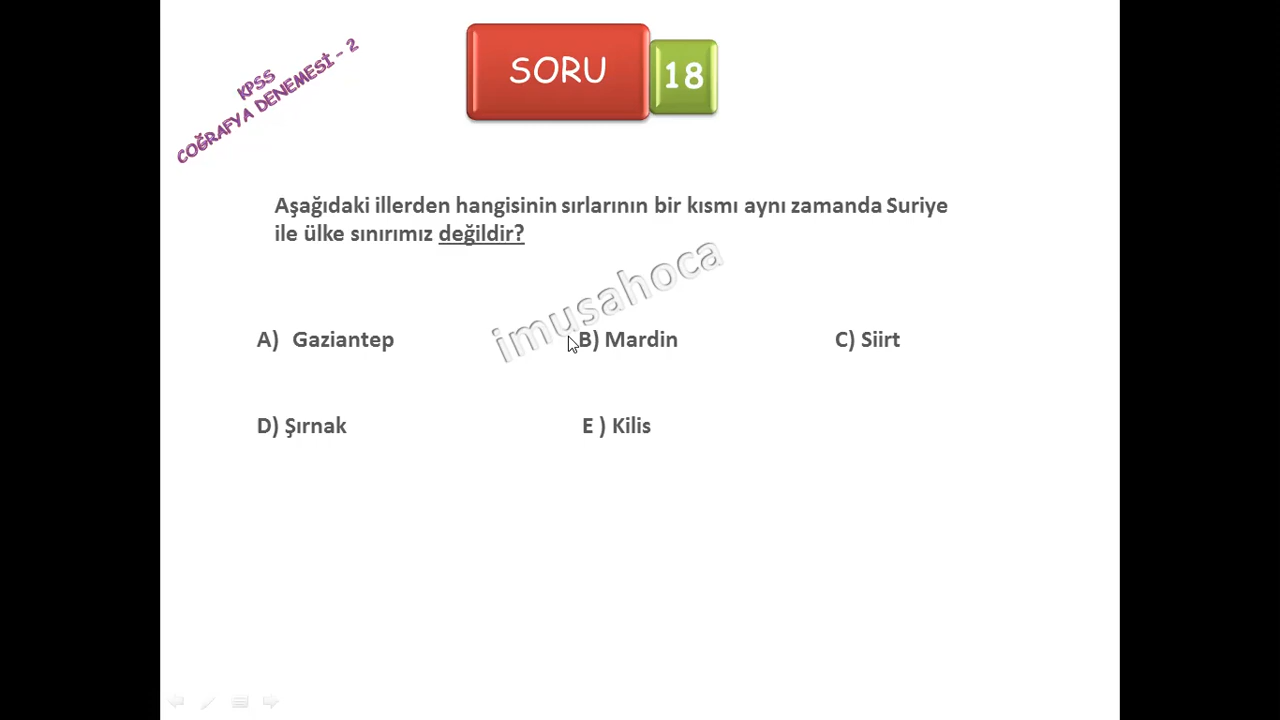 KPSS
COĞRAFYA DENEMESİ - 2
SORU 18
Aşağıdaki illerden hangisinin sırlarının bir kısmı aynı zamanda Suriye
ile ülke sınırımız değildir?
imusahoca
A) Gaziantep B) Mardin C) Siirt
D) Şırnak E ) Kilis